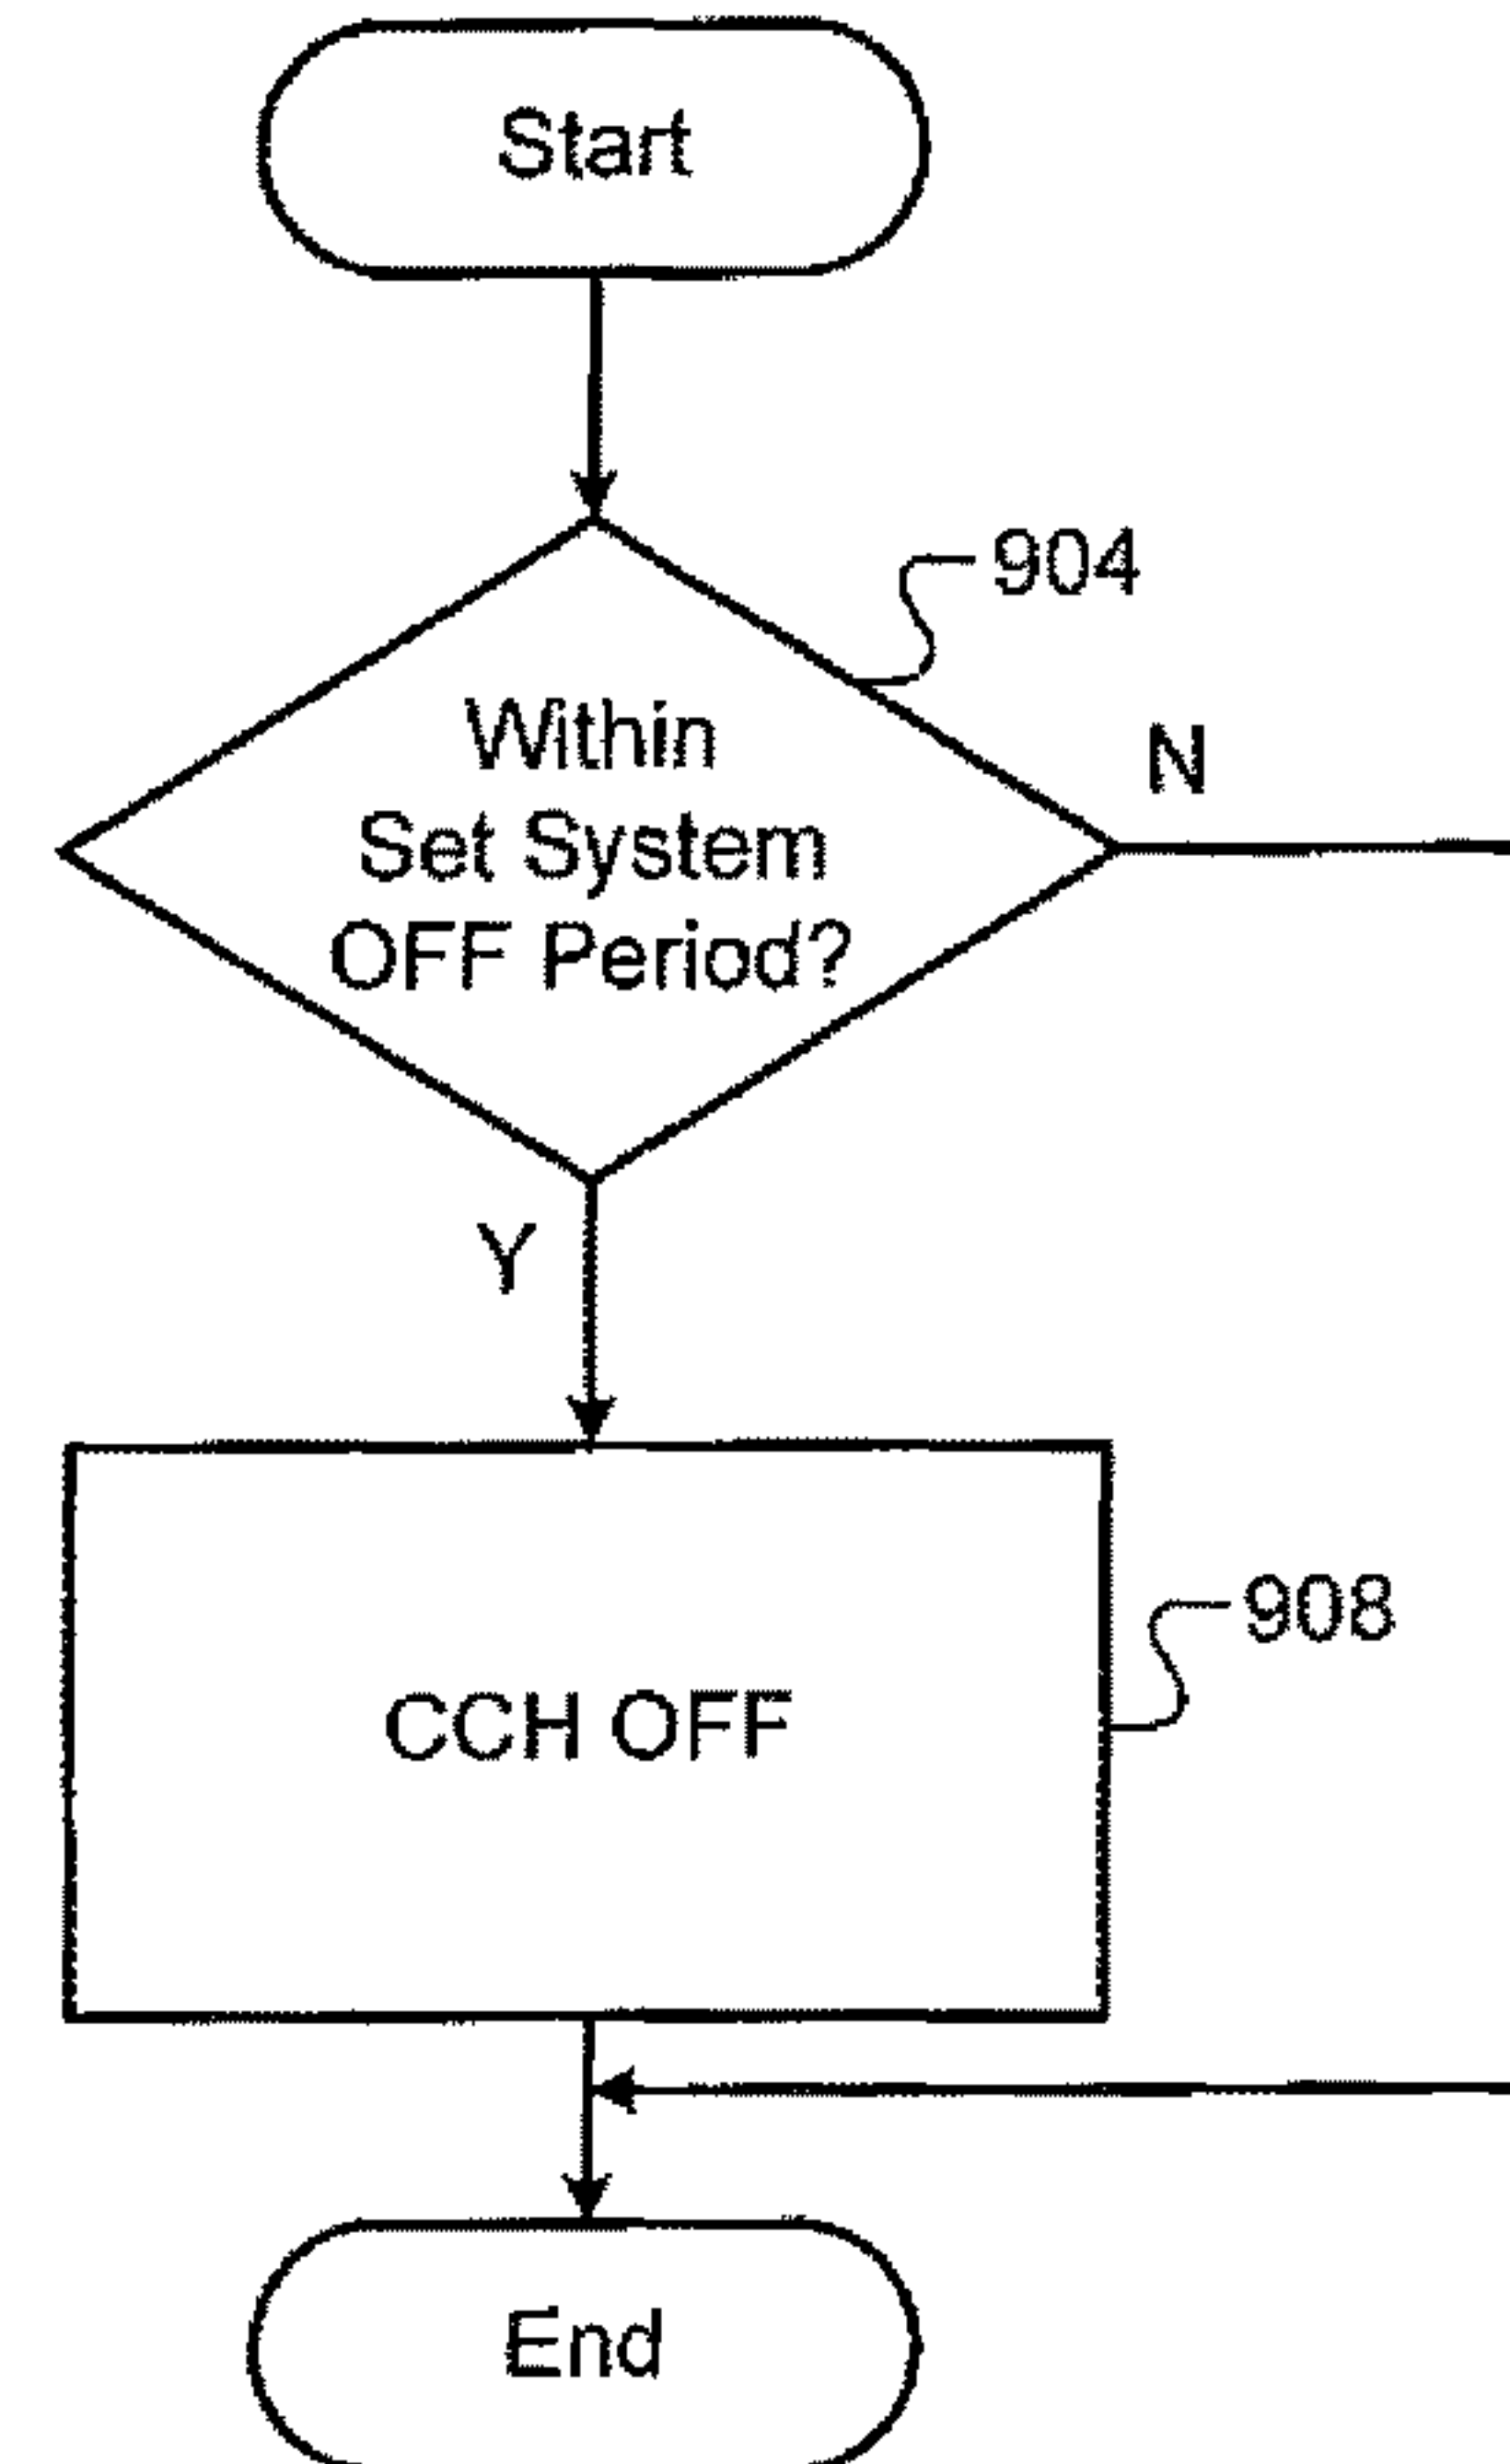 Start
904
Within
Set System
OFF Period?
N
Y
908
CCH OFF
End